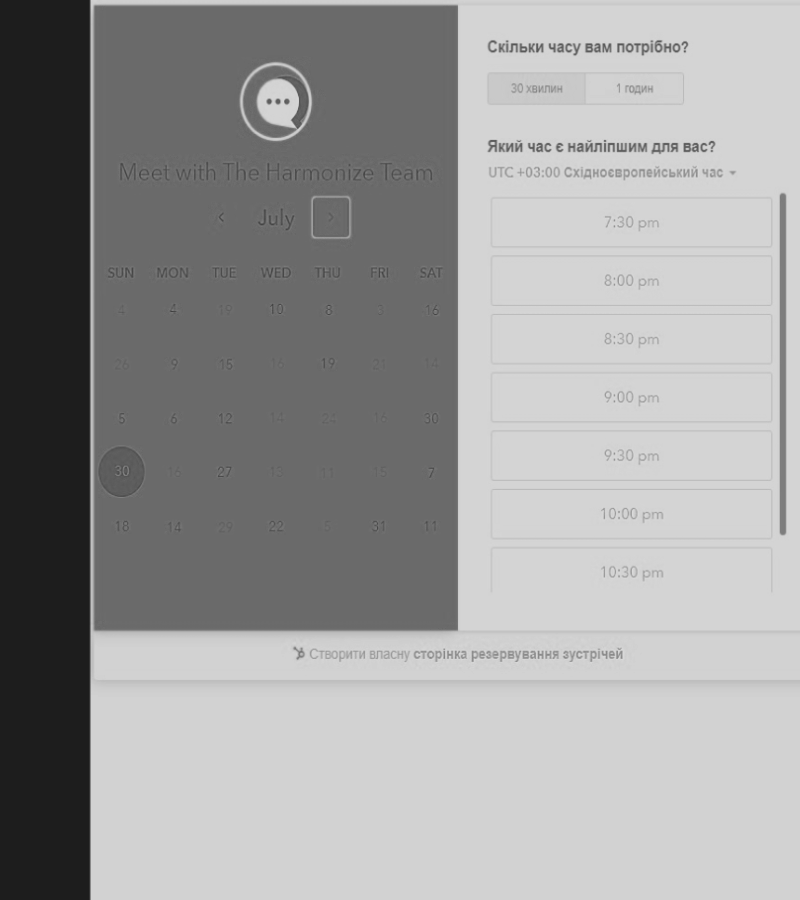 Meet with The Harmonize Team
July
SUN MON TUE WED THU FRI SAT
4 4 19 10 8 3 16
26 9 15 16 19 21 14
5 6 12 14 24 16 30
30 16 27 13 11 15 7
18 14 29 22 5 31 11
Скільки часу вам потрібно?
30 хвилин 1 годин
Який час є найліпшим для вас?
UTC +03:00 Східноєвропейський час
7:30 pm
8:00 pm
8:30 pm
9:00 pm
9:30 pm
10:00 pm
10:30 pm
Створити власну сторінка резервування зустрічей